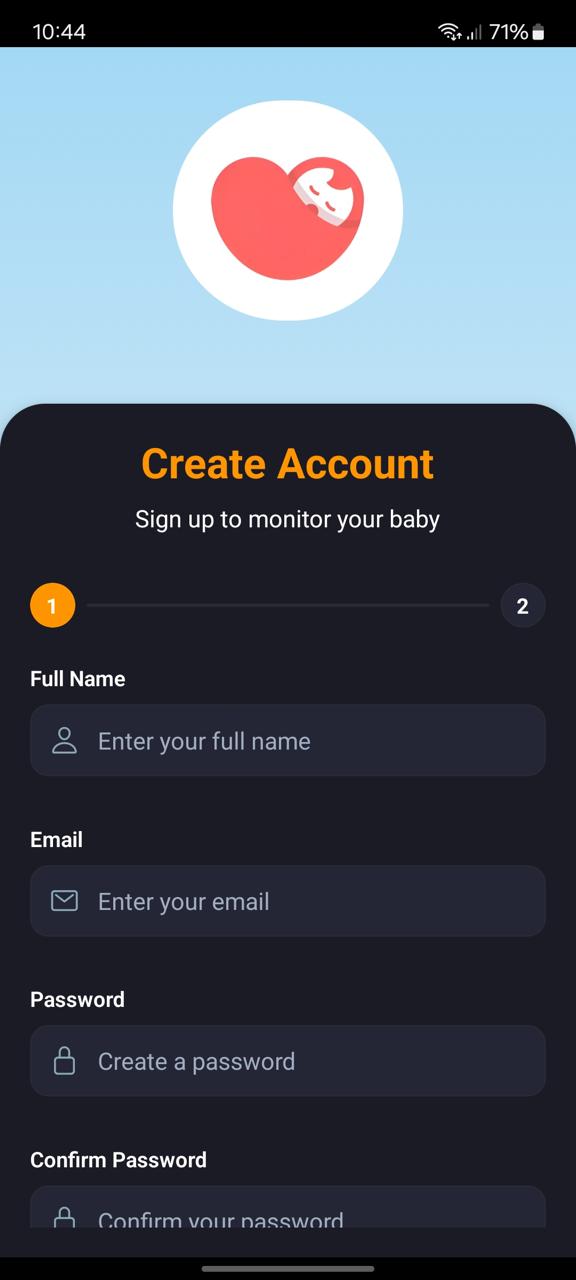 10:44
71%
Create Account
Sign up to monitor your baby
1
2
Full Name
Enter your full name
Email
Enter your email
Password
Create a password
Confirm Password
Confirm your password